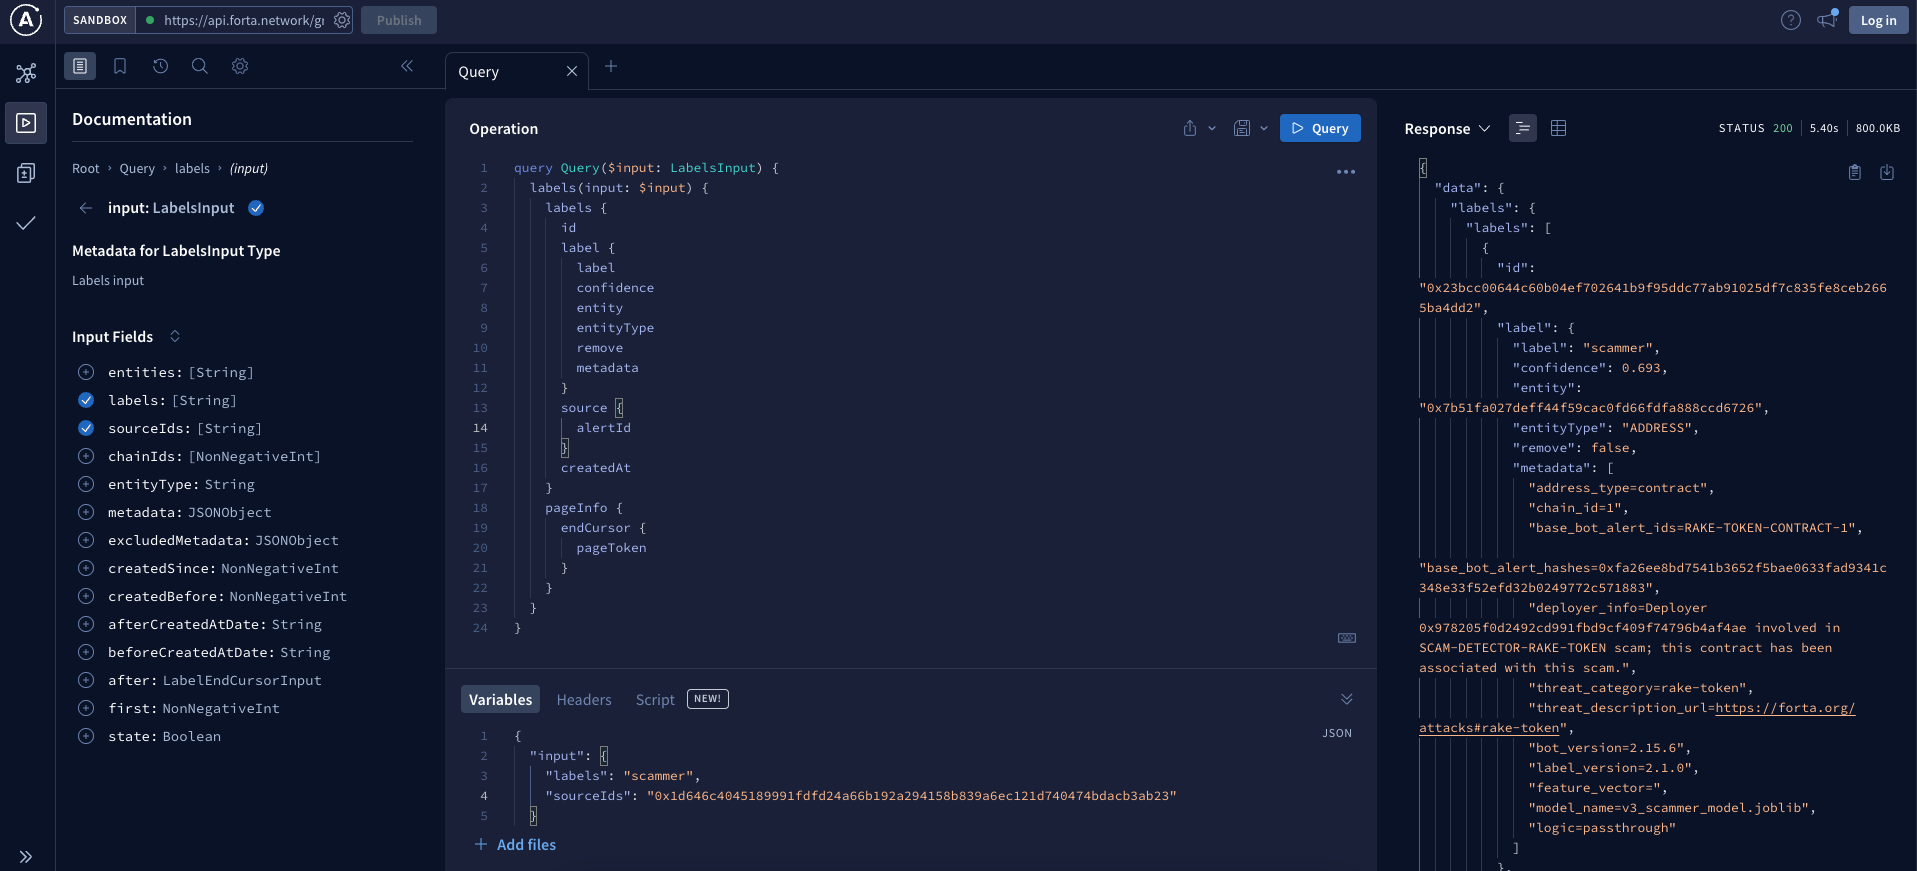 SANDBOX
https://api.forta.network/gr
Publish
Log in
Documentation
Root › Query › labels › (input)
input: LabelsInput
Metadata for LabelsInput Type
Labels input
Input Fields
entities: [String]
labels: [String]
sourceIds: [String]
chainIds: [NonNegativeInt]
entityType: String
metadata: JSONObject
excludedMetadata: JSONObject
createdSince: NonNegativeInt
createdBefore: NonNegativeInt
afterCreatedAtDate: String
beforeCreatedAtDate: String
after: LabelEndCursorInput
first: NonNegativeInt
state: Boolean
Query
Operation
Query
1 query Query($input: LabelsInput) {
2 labels(input: $input) {
3 labels {
4 id
5 label {
6 label
7 confidence
8 entity
9 entityType
10 remove
11 metadata
12 }
13 source {
14 alertId
15 }
16 createdAt
17 }
18 pageInfo {
19 endCursor {
20 pageToken
21 }
22 }
23 }
24 }
Variables Headers Script NEW!
JSON
1 {
2 "input": {
3 "labels": "scammer",
4 "sourceIds": "0x1d646c4045189991fdfd24a66b192a294158b839a6ec121d740474bdacb3ab23"
5 }
+ Add files
Response
STATUS 200 5.40s 800.0KB
{
"data": {
"labels": {
"labels": [
{
"id":
"0x23bcc00644c60b04ef702641b9f95ddc77ab91025df7c835fe8ceb266
5ba4dd2",
"label": {
"label": "scammer",
"confidence": 0.693,
"entity":
"0x7b51fa027deff44f59cac0fd66fdfa888ccd6726",
"entityType": "ADDRESS",
"remove": false,
"metadata": [
"address_type=contract",
"chain_id=1",
"base_bot_alert_ids=RAKE-TOKEN-CONTRACT-1",
"base_bot_alert_hashes=0xfa26ee8bd7541b3652f5bae0633fad9341c
348e33f52efd32b0249772c571883",
"deployer_info=Deployer
0x978205f0d2492cd991fbd9cf409f74796b4af4ae involved in
SCAM-DETECTOR-RAKE-TOKEN scam; this contract has been
associated with this scam.",
"threat_category=rake-token",
"threat_description_url=https://forta.org/
attacks#rake-token",
"bot_version=2.15.6",
"label_version=2.1.0",
"feature_vector=",
"model_name=v3_scammer_model.joblib",
"logic=passthrough"
]
},